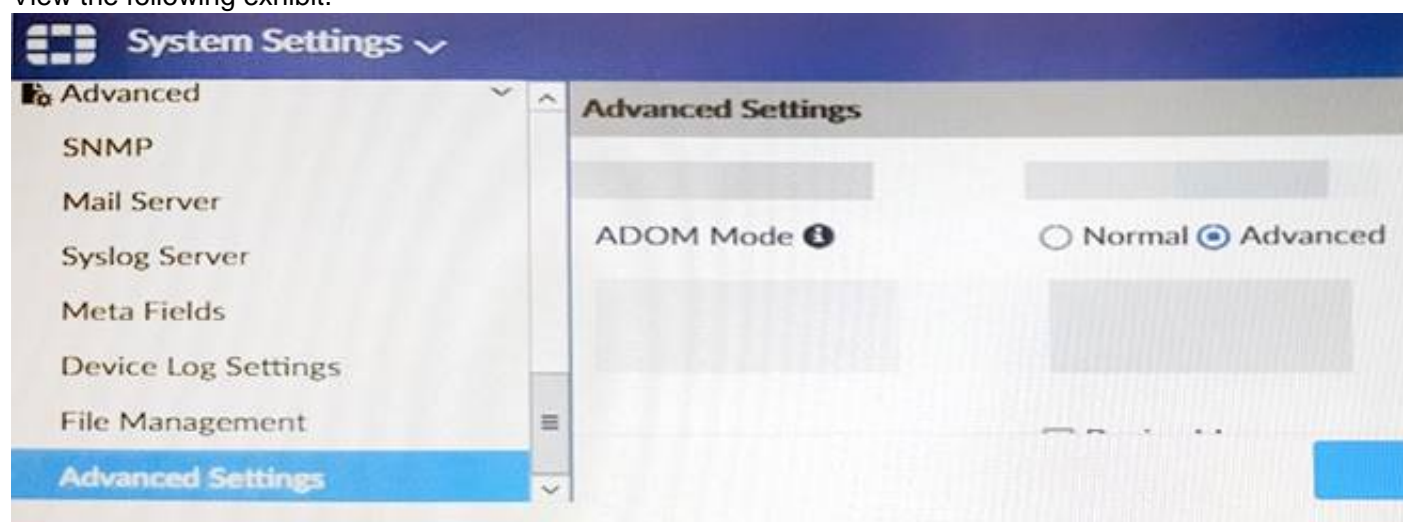 View the following exhibit.
System Settings
Advanced
SNMP
Mail Server
Syslog Server
Meta Fields
Device Log Settings
File Management
Advanced Settings
Advanced Settings
ADOM Mode
Normal Advanced